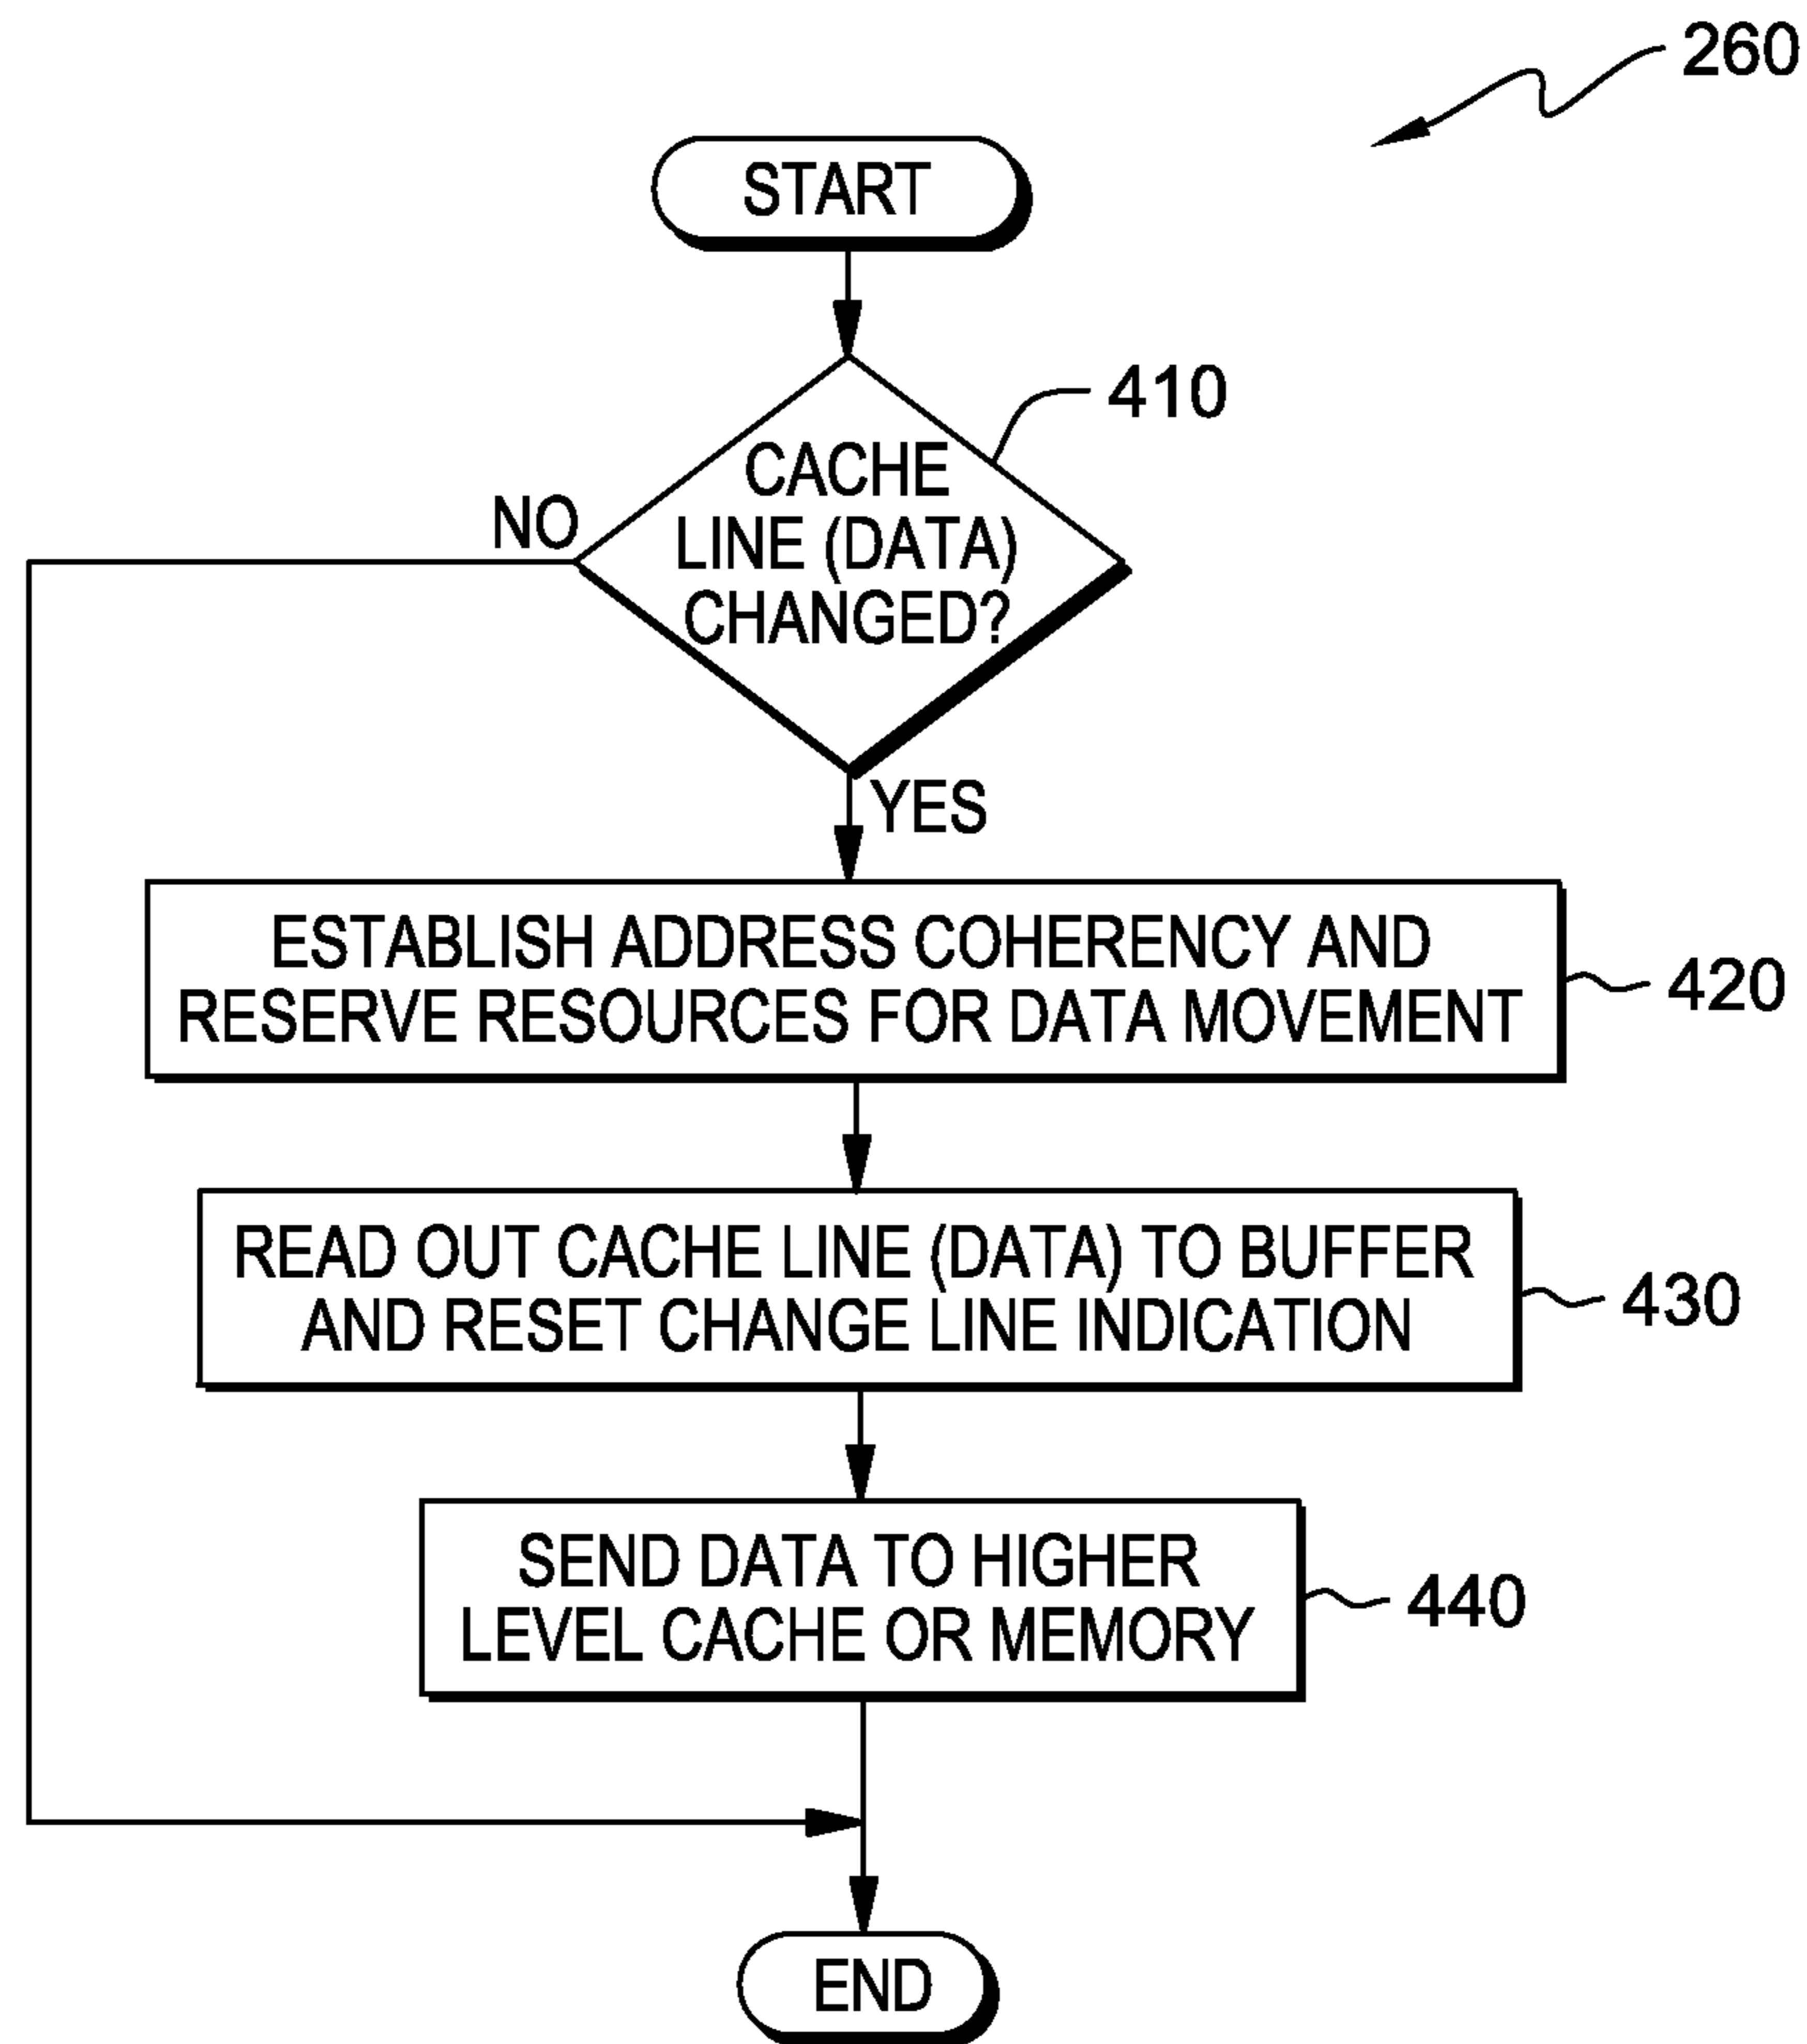 260
START
410
CACHE
LINE (DATA)
CHANGED?
NO
YES
ESTABLISH ADDRESS COHERENCY AND
RESERVE RESOURCES FOR DATA MOVEMENT
420
READ OUT CACHE LINE (DATA) TO BUFFER
AND RESET CHANGE LINE INDICATION
430
SEND DATA TO HIGHER
LEVEL CACHE OR MEMORY
440
END